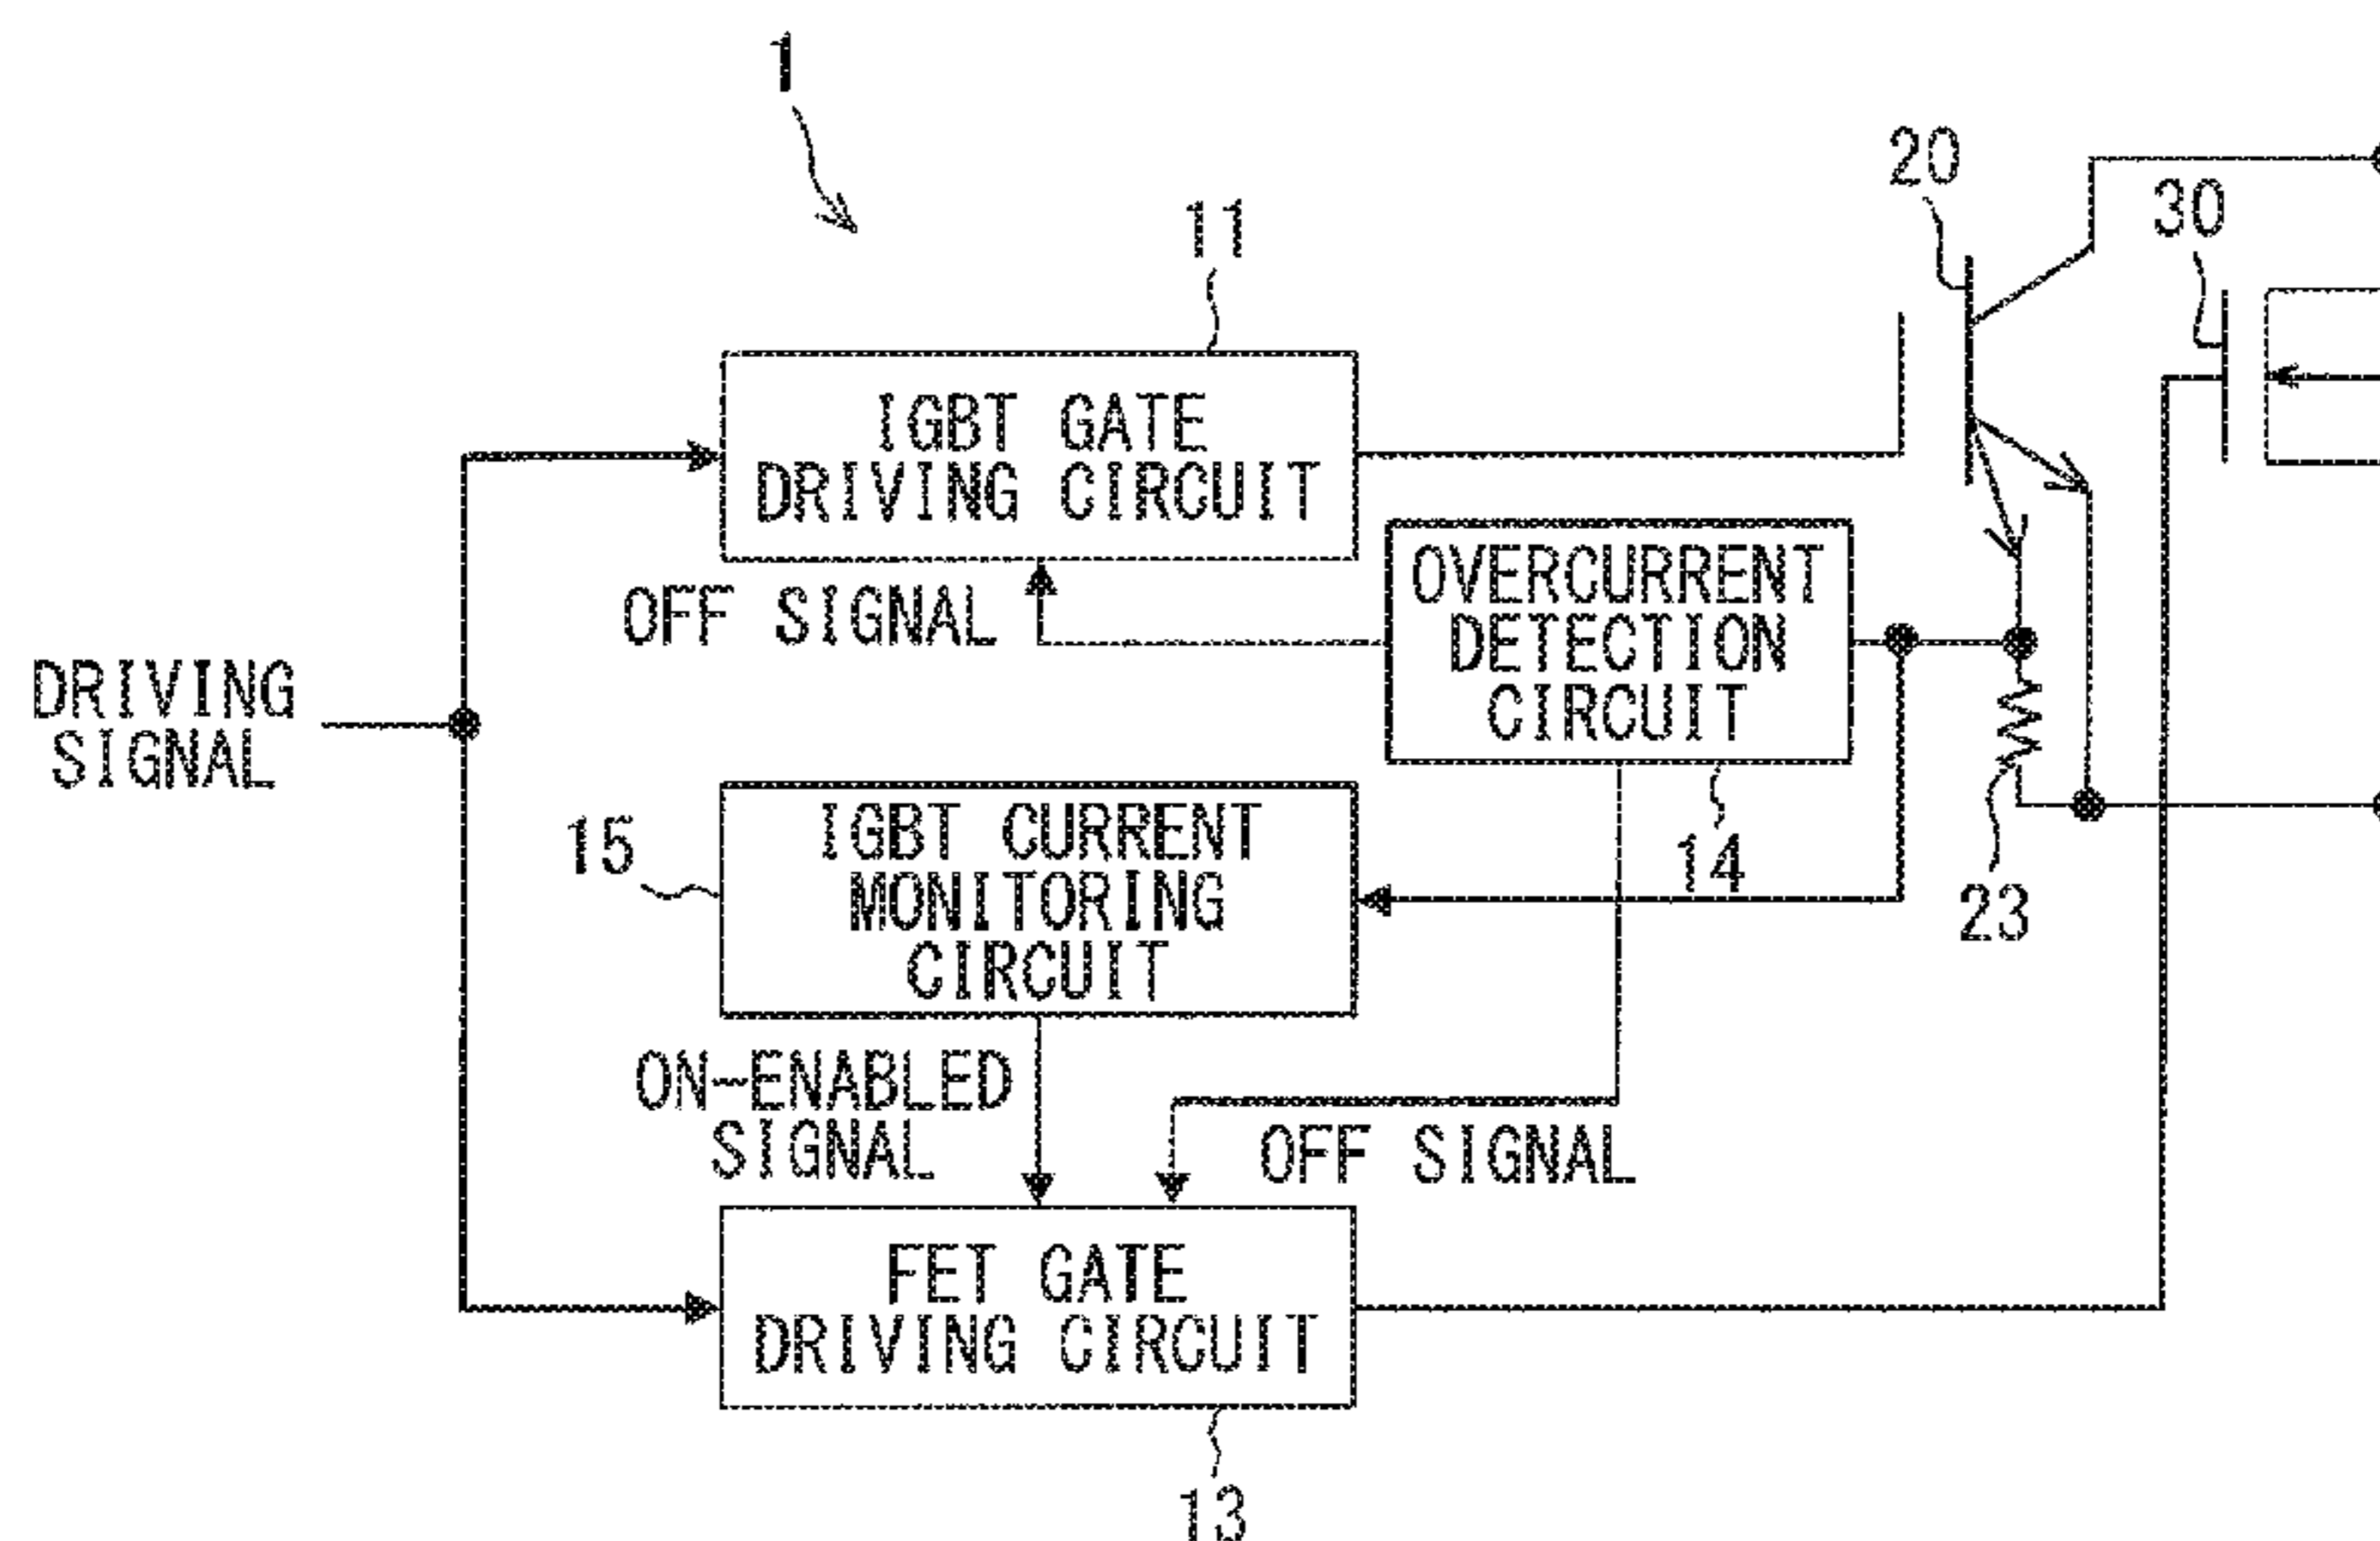 1
20
30
11
IGBT GATE
DRIVING CIRCUIT
OFF SIGNAL
OVERCURRENT
DETECTION
CIRCUIT
DRIVING
SIGNAL
15
IGBT CURRENT
MONITORING
CIRCUIT
14
23
ON-ENABLED
SIGNAL
OFF SIGNAL
FET GATE
DRIVING CIRCUIT
13